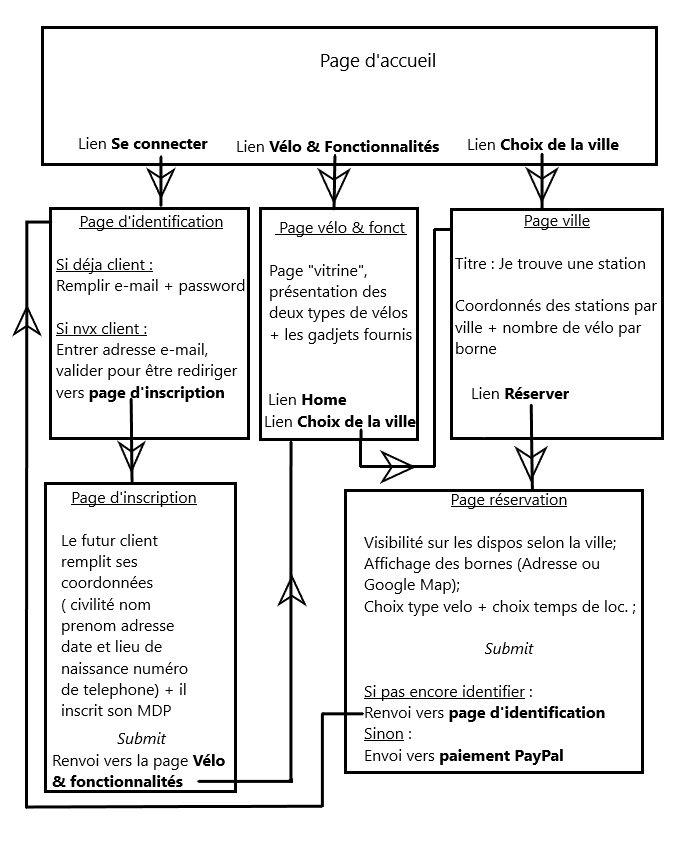 Page d'accueil
Lien Se connecter
Lien Vélo & Fonctionnalités
Lien Choix de la ville
Page d'identification
Si déja client :
Remplir e-mail + password
Si nvx client :
Entrer adresse e-mail,
valider pour être rediriger
vers page d'inscription
Page vélo & fonct
Page "vitrine",
présentation des
deux types de vélos
+ les gadjets fournis
Lien Home
Lien Choix de la ville
Page ville
Titre : Je trouve une station
Coordonnés des stations par
ville + nombre de vélo par
borne
Lien Réserver
Page d'inscription
Le futur client
remplit ses
coordonnées
( civilité nom
prenom adresse
date et lieu de
naissance numéro
de telephone) + il
inscrit son MDP
Submit
Renvoi vers la page Vélo
& fonctionnalités
Page réservation
Visibilité sur les dispos selon la ville;
Affichage des bornes (Adresse ou
Google Map);
Choix type velo + choix temps de loc. ;
Submit
Si pas encore identifier :
Renvoi vers page d'identification
Sinon :
Envoi vers paiement PayPal